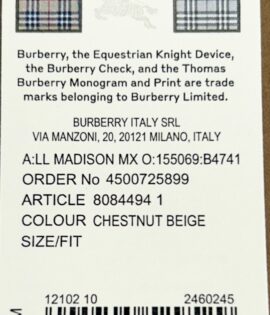 Burberry, the Equestrian Knight Device,
the Burberry Check, and the Thomas
Burberry Monogram and Print are trade
marks belonging to Burberry Limited.
BURBERRY ITALY SRL
VIA MANZONI, 20, 20121 MILANO, ITALY
A:LL MADISON MX O:155069:B4741
ORDER No 4500725899
ARTICLE 8084494 1
COLOUR CHESTNUT BEIGE
SIZE/FIT
M
12102 10 2460245